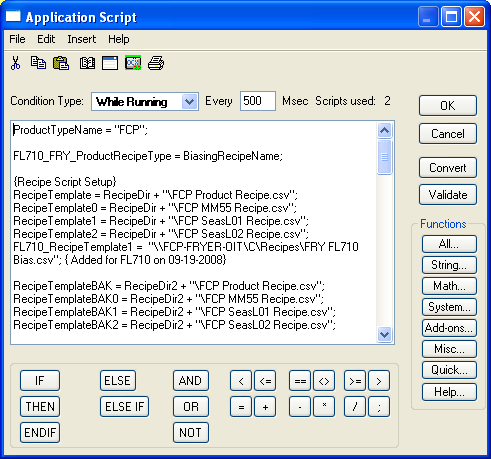 Application Script
File Edit Insert Help
Condition Type: While Running Every 500 Msec Scripts used: 2
ProductTypeName = "FCP";
FL710_FRY_ProductRecipeType = BiasingRecipeName;
{Recipe Script Setup}
RecipeTemplate = RecipeDir + "\FCP Product Recipe.csv";
RecipeTemplate0 = RecipeDir + "\FCP MM55 Recipe.csv";
RecipeTemplate1 = RecipeDir + "\FCP SeasL01 Recipe.csv";
RecipeTemplate2 = RecipeDir + "\FCP SeasL02 Recipe.csv";
FL710_RecipeTemplate1 = "\\FCP-FRYER-OIT\C\Recipes\FRY FL710
Bias.csv"; { Added for FL710 on 09-19-2008}
RecipeTemplateBAK = RecipeDir2 + "\FCP Product Recipe.csv";
RecipeTemplateBAK0 = RecipeDir2 + "\FCP MM55 Recipe.csv";
RecipeTemplateBAK1 = RecipeDir2 + "\FCP SeasL01 Recipe.csv";
RecipeTemplateBAK2 = RecipeDir2 + "\FCP SeasL02 Recipe.csv";
OK
Cancel
Convert
Validate
Functions
All...
String...
Math...
System...
Add-ons...
Misc...
Quick...
Help...
IF ELSE AND < <= == <> >= >
THEN ELSE IF OR = + - * / ;
ENDIF NOT